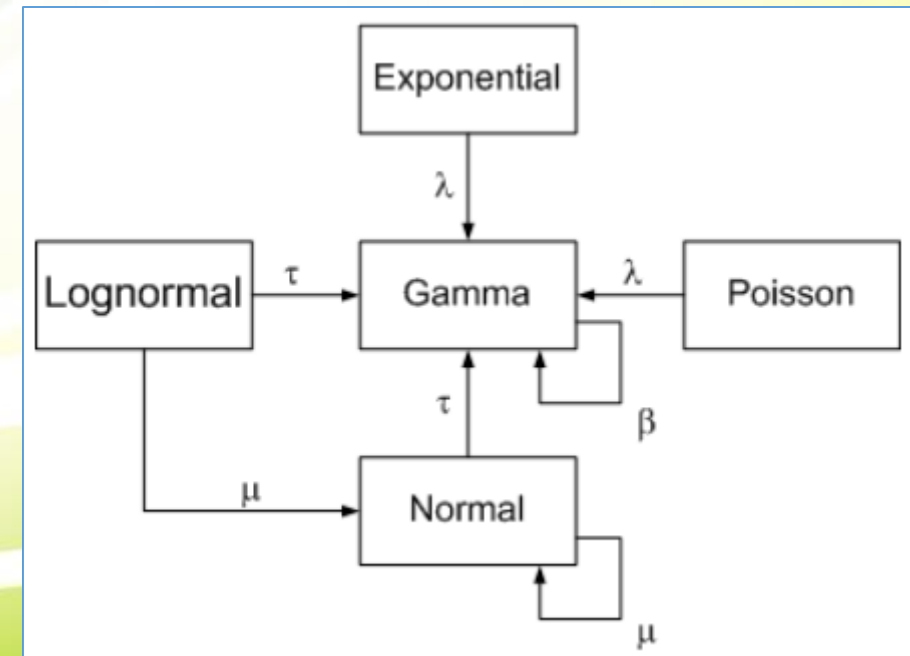 Exponential
λ
Lognormal
τ
Gamma
λ
Poisson
τ
β
μ
Normal
μ